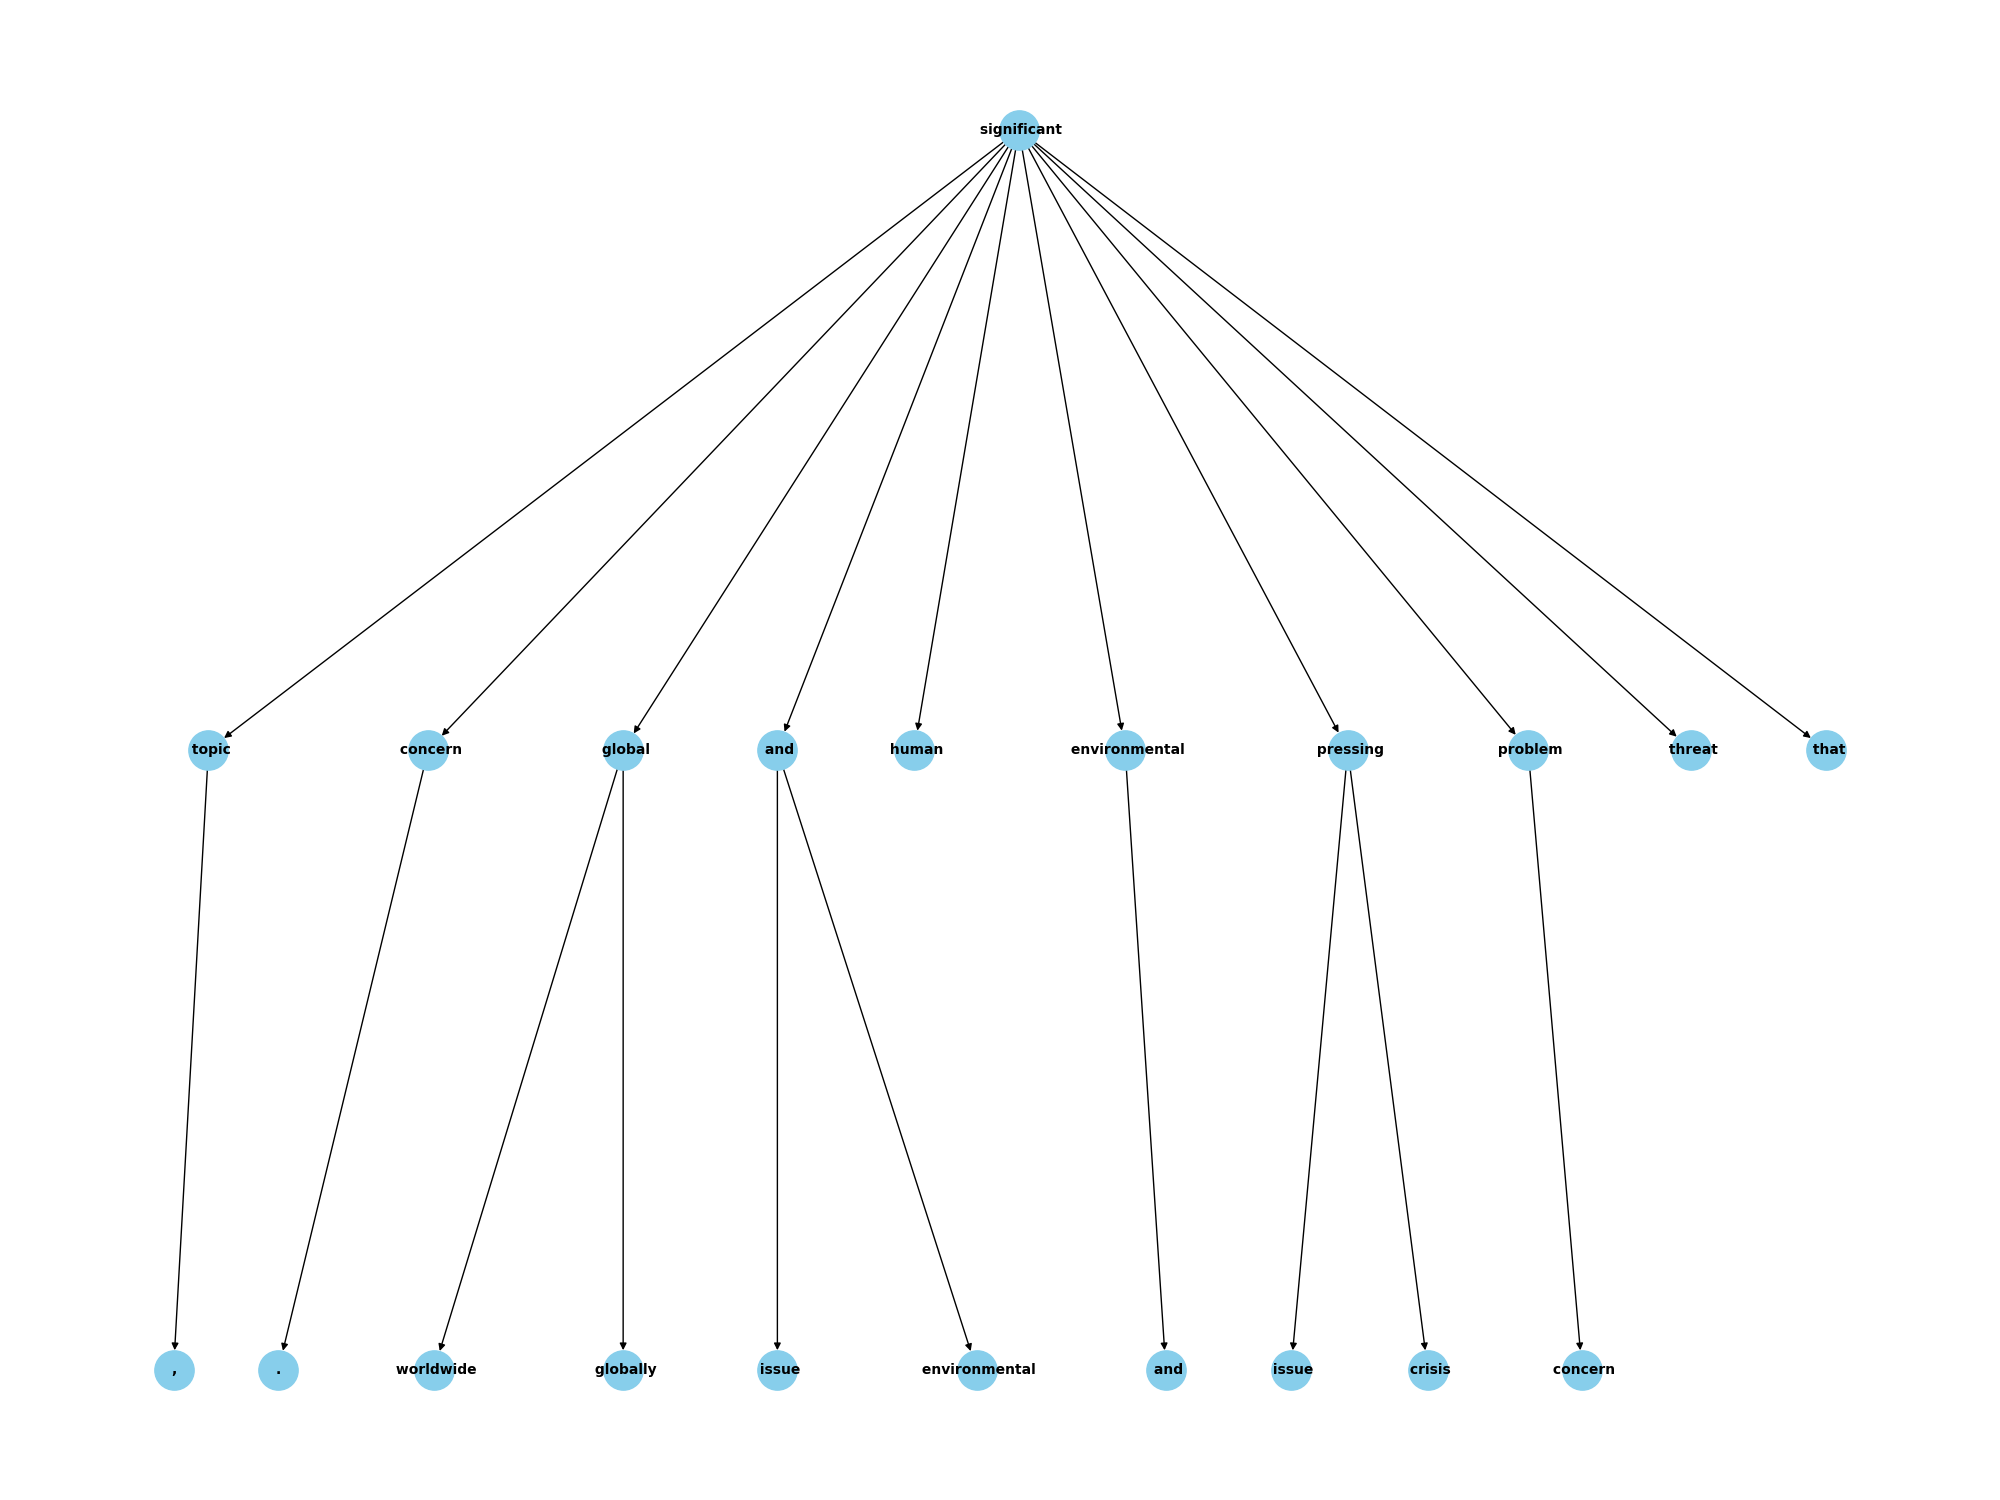 significant
topic concern global and human environmental pressing problem threat that
, . worldwide globally issue environmental and issue crisis concern